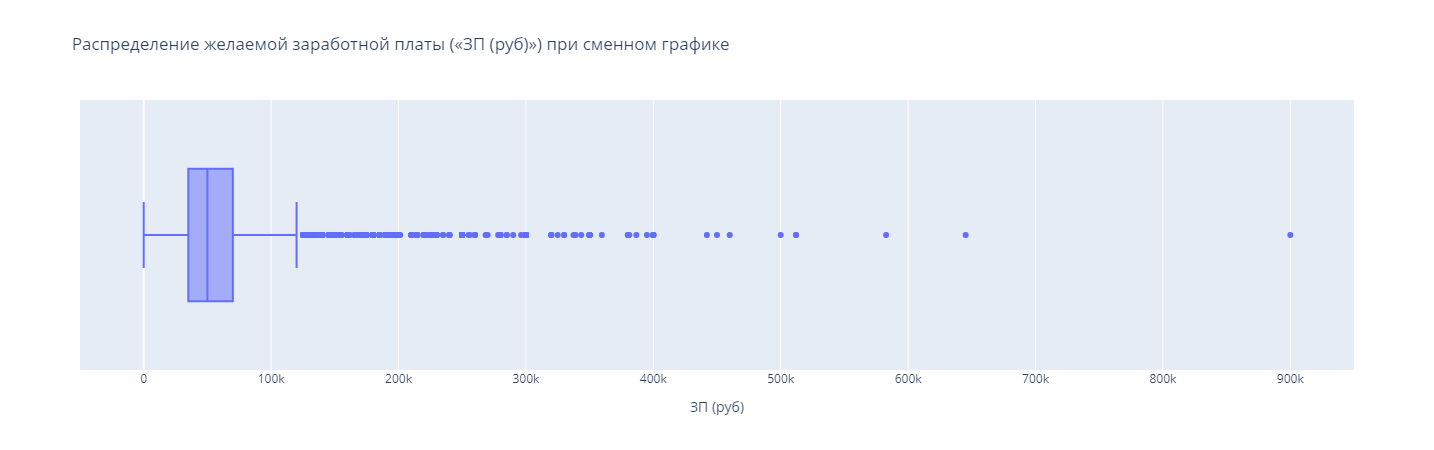 Распределение желаемой заработной платы («ЗП (руб)») при сменном графике
0 100k 200k 300k 400k 500k 600k 700k 800k 900k
ЗП (руб)